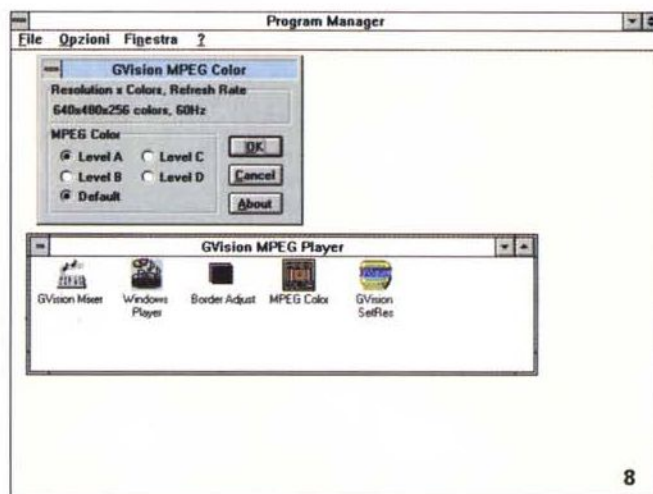 Program Manager
File Opzioni Finestra ?
GVision MPEG Color
Resolution x Colors, Refresh Rate
640x480x256 colors, 60Hz
MPEG Color
Level A Level C
Level B Level D
Default
OK
Cancel
About
GVision MPEG Player
GVision Mixer
Windows Player
Border Adjust
MPEG Color
GVision SetRes
8